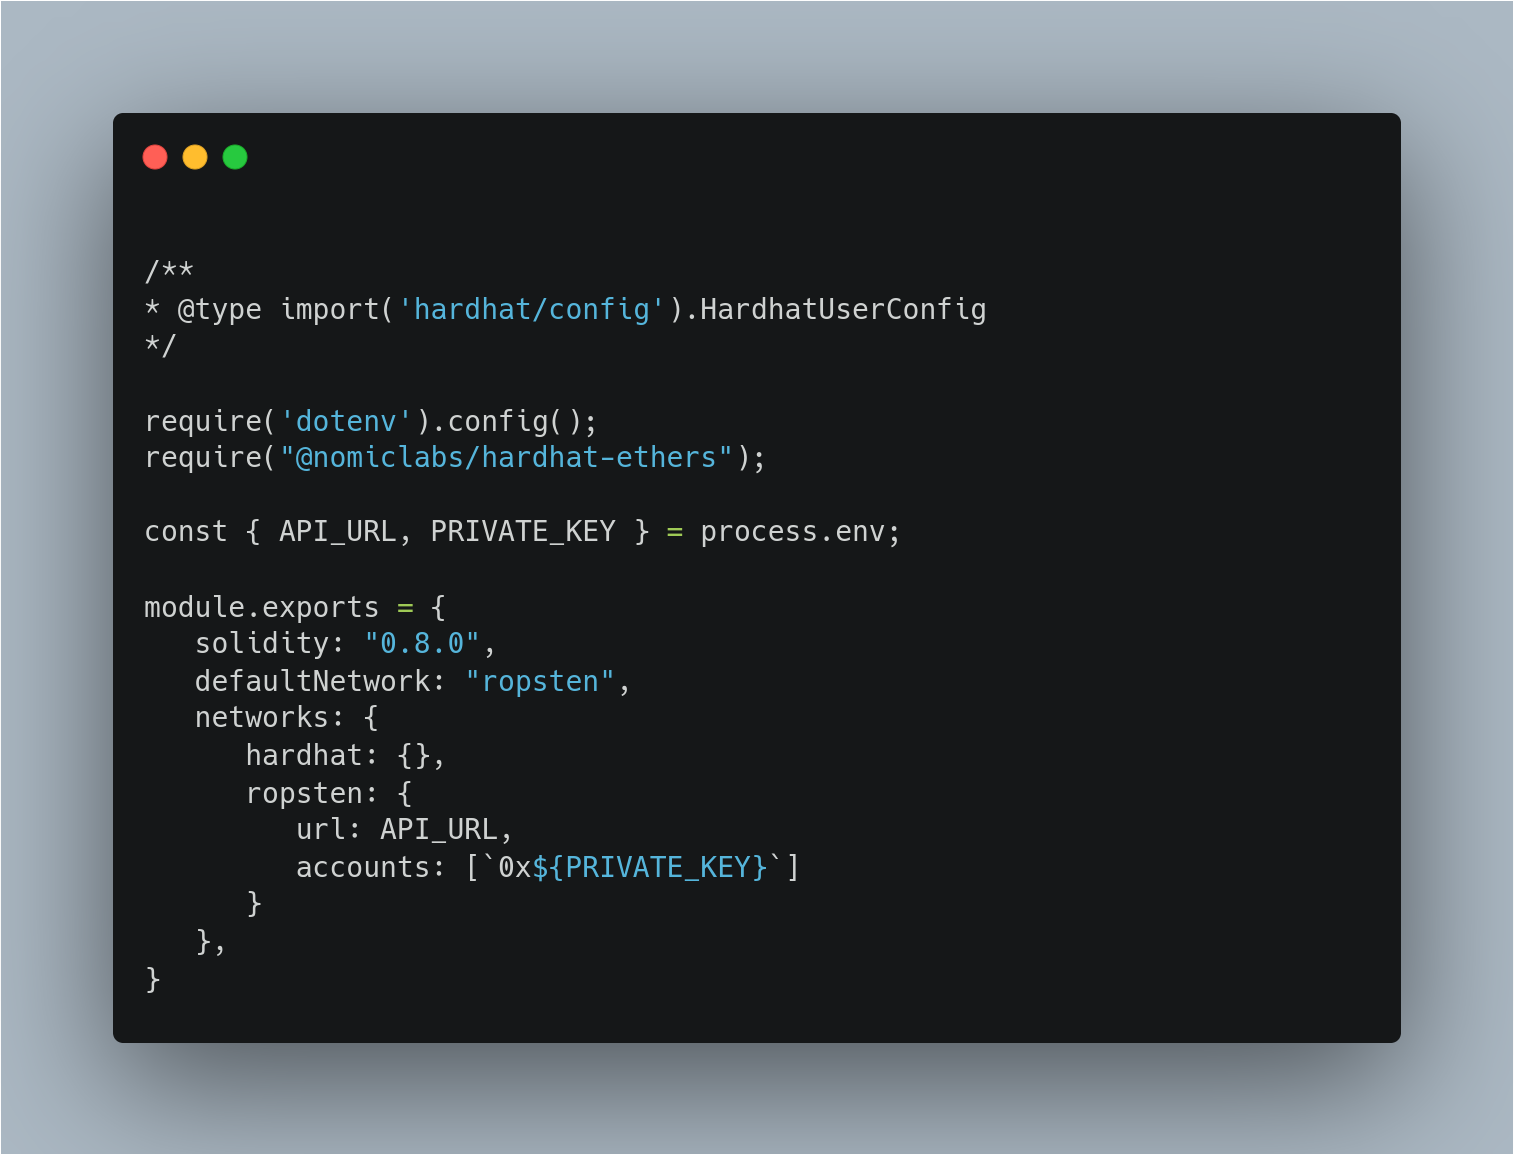 /**
* @type import('hardhat/config').HardhatUserConfig
*/
require('dotenv').config();
require("@nomiclabs/hardhat-ethers");
const { API_URL, PRIVATE_KEY } = process.env;
module.exports = {
   solidity: "0.8.0",
   defaultNetwork: "ropsten",
   networks: {
      hardhat: {},
      ropsten: {
         url: API_URL,
         accounts: [`0x${PRIVATE_KEY}`]
      }
   },
}